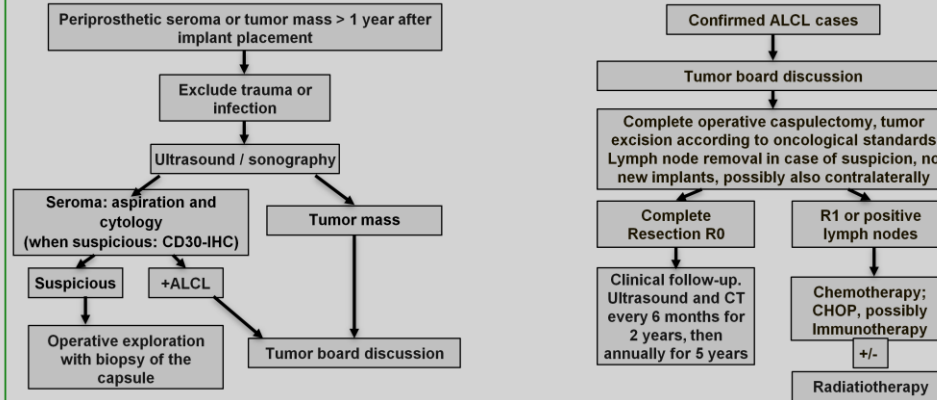 Periprosthetic seroma or tumor mass > 1 year after
implant placement
Exclude trauma or
infection
Ultrasound / sonography
Seroma: aspiration and
cytology
(when suspicious: CD30-IHC)
Tumor mass
Suspicious
+ALCL
Operative exploration
with biopsy of the
capsule
Tumor board discussion
Confirmed ALCL cases
Tumor board discussion
Complete operative caspulectomy, tumor
excision according to oncological standards
Lymph node removal in case of suspicion, no
new implants, possibly also contralaterally
Complete
Resection R0
R1 or positive
lymph nodes
Clinical follow-up.
Ultrasound and CT
every 6 months for
2 years, then
annually for 5 years
Chemotherapy;
CHOP, possibly
Immunotherapy
+/-
Radiatiotherapy